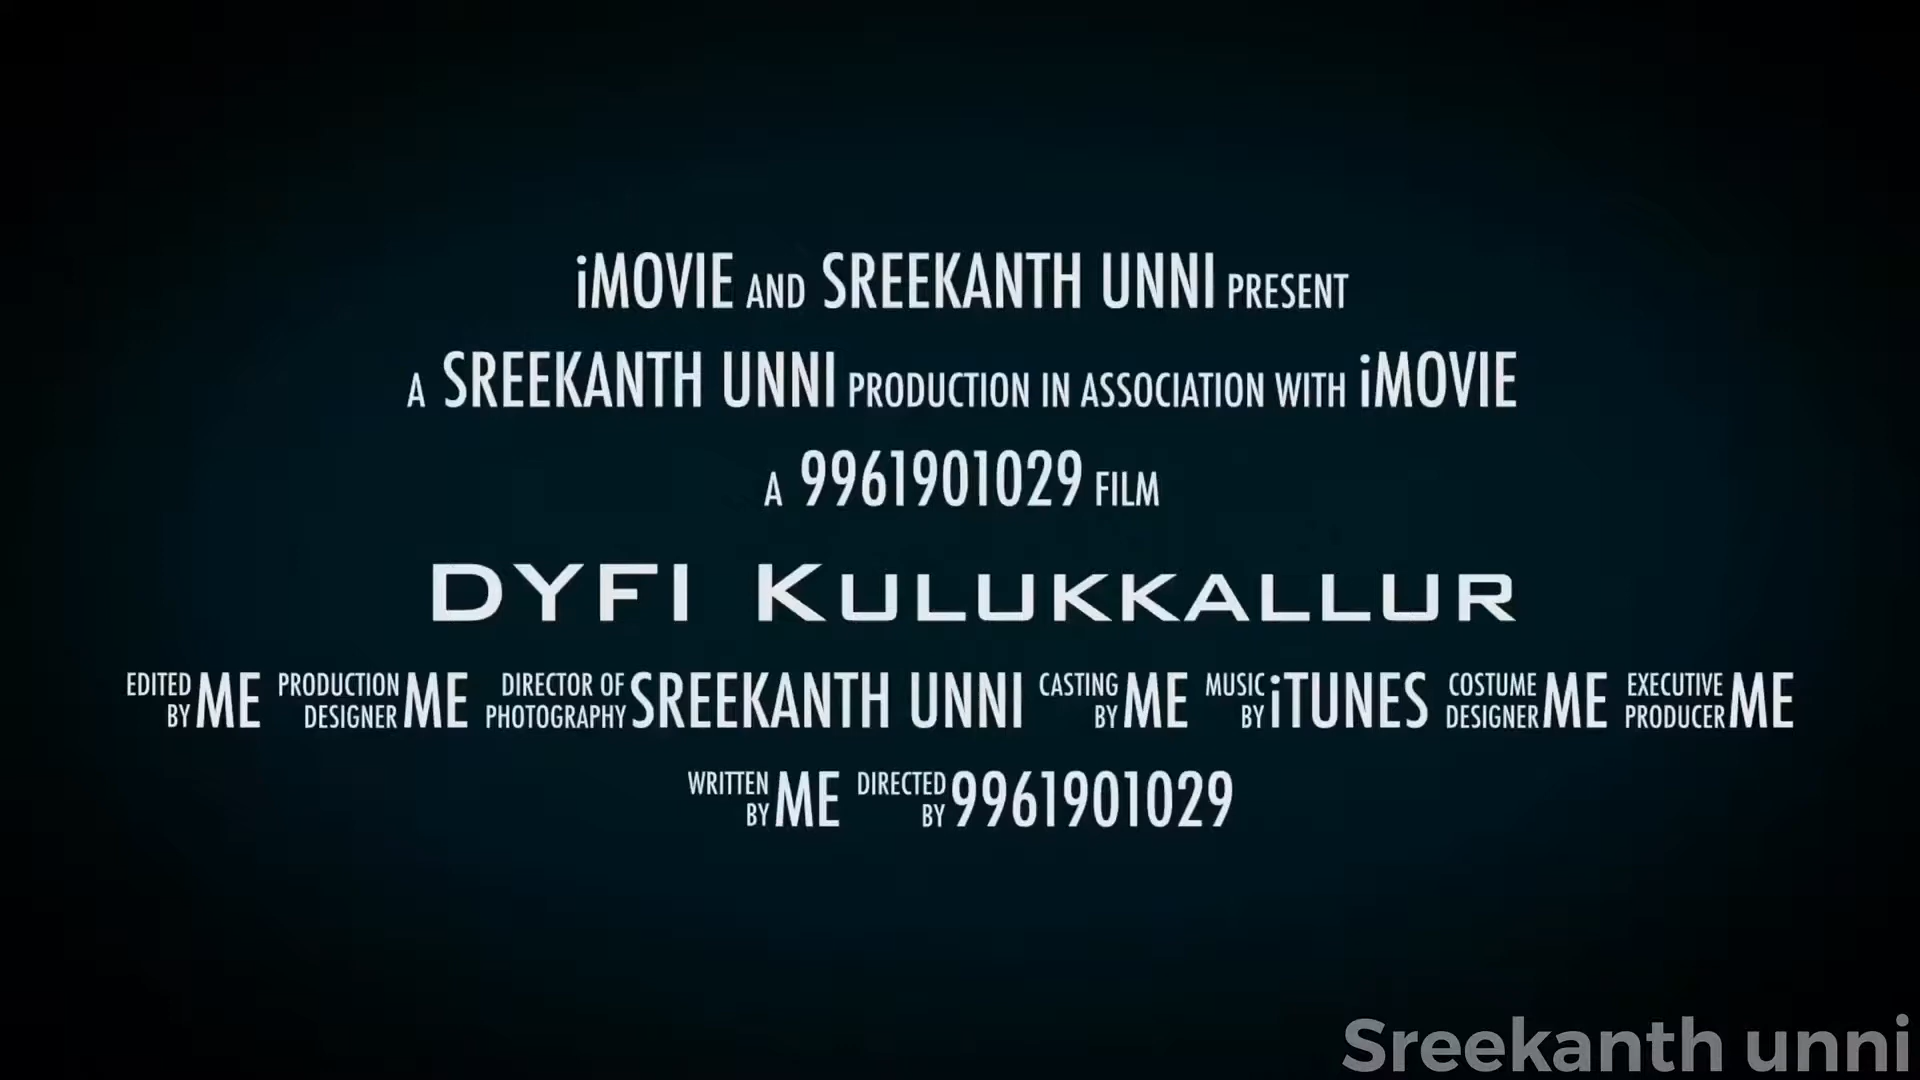 iMOVIE AND SREEKANTH UNNI PRESENT
A SREEKANTH UNNI PRODUCTION IN ASSOCIATION WITH iMOVIE
A 9961901029 FILM
DYFI KULUKKALLUR
EDITED BY ME PRODUCTION DESIGNER ME DIRECTOR OF PHOTOGRAPHY SREEKANTH UNNI CASTING BY ME MUSIC BY iTUNES COSTUME DESIGNER ME EXECUTIVE PRODUCER ME
WRITTEN BY ME DIRECTED BY 9961901029
Sreekanth unni